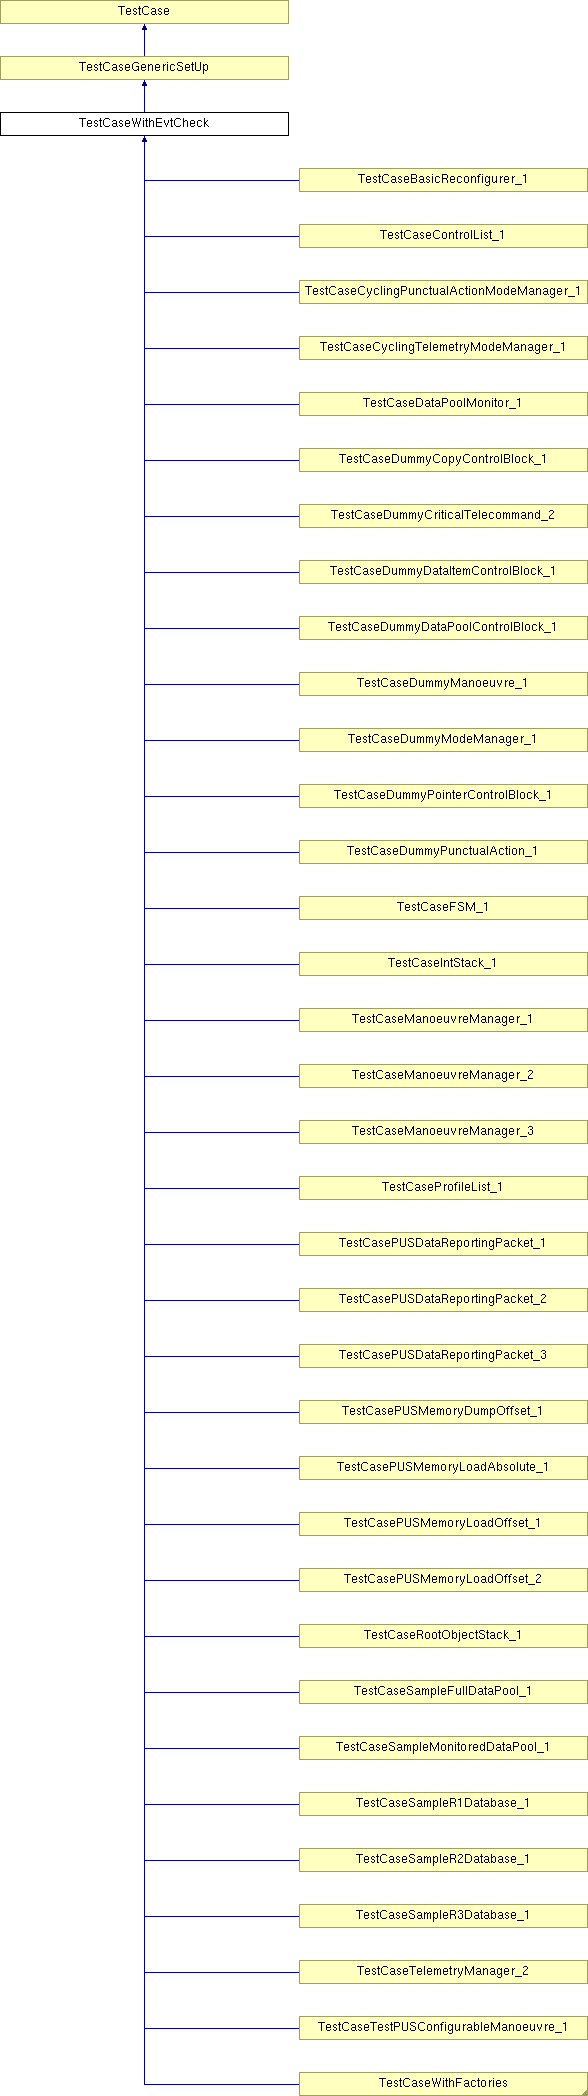 TestCase
TestCaseGenericSetUp
TestCaseWithEvtCheck
TestCaseBasicReconfigurer_1
TestCaseControlList_1
TestCaseCyclingPunctualActionModeManager_1
TestCaseCyclingTelemetryModeManager_1
TestCaseDataPoolMonitor_1
TestCaseDummyCopyControlBlock_1
TestCaseDummyCriticalTelecommand_2
TestCaseDummyDataItemControlBlock_1
TestCaseDummyDataPoolControlBlock_1
TestCaseDummyManoeuvre_1
TestCaseDummyModeManager_1
TestCaseDummyPointerControlBlock_1
TestCaseDummyPunctualAction_1
TestCaseFSM_1
TestCaseIntStack_1
TestCaseManoeuvreManager_1
TestCaseManoeuvreManager_2
TestCaseManoeuvreManager_3
TestCaseProfileList_1
TestCasePUSDataReportingPacket_1
TestCasePUSDataReportingPacket_2
TestCasePUSDataReportingPacket_3
TestCasePUSMemoryDumpOffset_1
TestCasePUSMemoryLoadAbsolute_1
TestCasePUSMemoryLoadOffset_1
TestCasePUSMemoryLoadOffset_2
TestCaseRootObjectStack_1
TestCaseSampleFullDataPool_1
TestCaseSampleMonitoredDataPool_1
TestCaseSampleR1Database_1
TestCaseSampleR2Database_1
TestCaseSampleR3Database_1
TestCaseTelemetryManager_2
TestCaseTestPUSConfigurableManoeuvre_1
TestCaseWithFactories